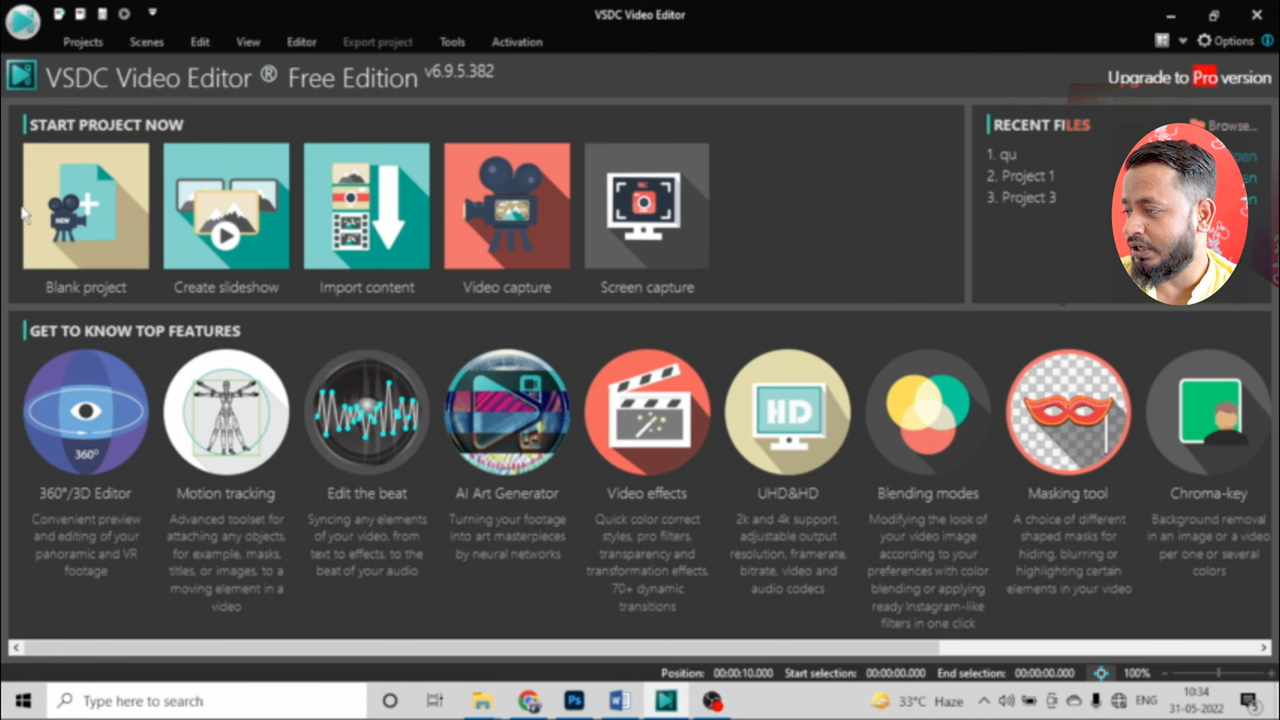 VSDC Video Editor
Projects Scenes Edit View Editor Export project Tools Activation
Options
VSDC Video Editor ® Free Edition v6.9.5.382
Upgrade to Pro version
START PROJECT NOW
NEW
REC
Blank project
Create slideshow
Import content
Video capture
Screen capture
RECENT FILES
Browse...
1. qu
2. Project 1
3. Project 3
GET TO KNOW TOP FEATURES
360°
HD
360°/3D Editor
Convenient preview
and editing of your
panoramic and VR
footage
Motion tracking
Advanced toolset for
attaching any objects,
for example, masks,
titles, or images, to a
moving element in a
video
Edit the beat
Syncing any elements
of your video, from
text to effects, to the
beat of your audio
AI Art Generator
Turning your footage
into art masterpieces
by neural networks
Video effects
Quick color correct
styles, pro filters,
transparency and
transformation effects,
70+ dynamic
transitions
UHD&HD
2k and 4k support,
adjustable output
resolution, framerate,
bitrate, video and
audio codecs
Blending modes
Modifying the look of
your video image
according to your
preferences with color
blending or applying
ready Instagram-like
filters in one click
Masking tool
A choice of different
shaped masks for
hiding, blurring or
highlighting certain
elements in your video
Chroma-key
Background removal
in an image or a video
per one or several
colors
Position: 00:00:10.000 Start selection: 00:00:00.000 End selection: 00:00:00.000 100%
Type here to search
Ps
W
33°C Haze
ENG
10:34
31-05-2022